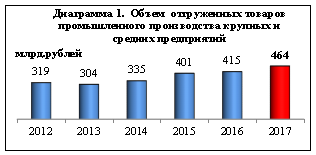 Диаграмма 1. Объем отгруженных товаров
промышленного производства крупных и
средних предприятий
млрд.рублей
319 304 335 401 415 464
2012 2013 2014 2015 2016 2017